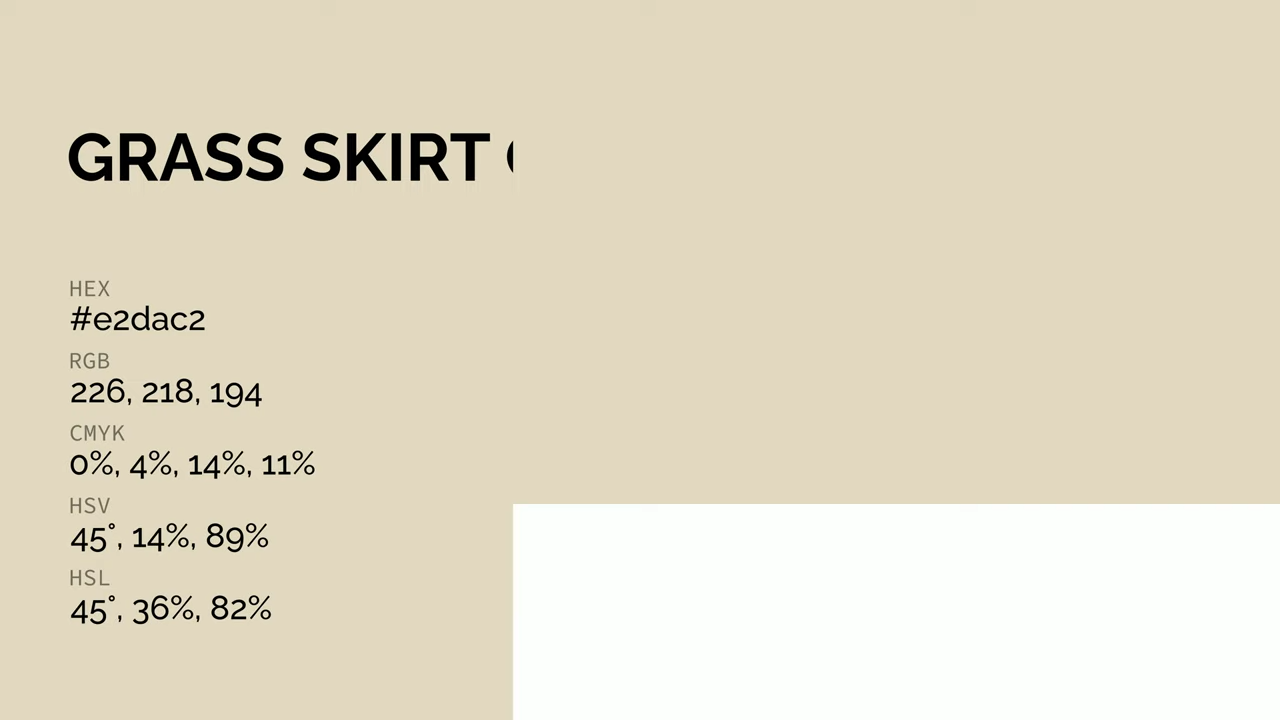 GRASS SKIRT
HEX
#e2dac2
RGB
226, 218, 194
CMYK
0%, 4%, 14%, 11%
HSV
45°, 14%, 89%
HSL
45°, 36%, 82%